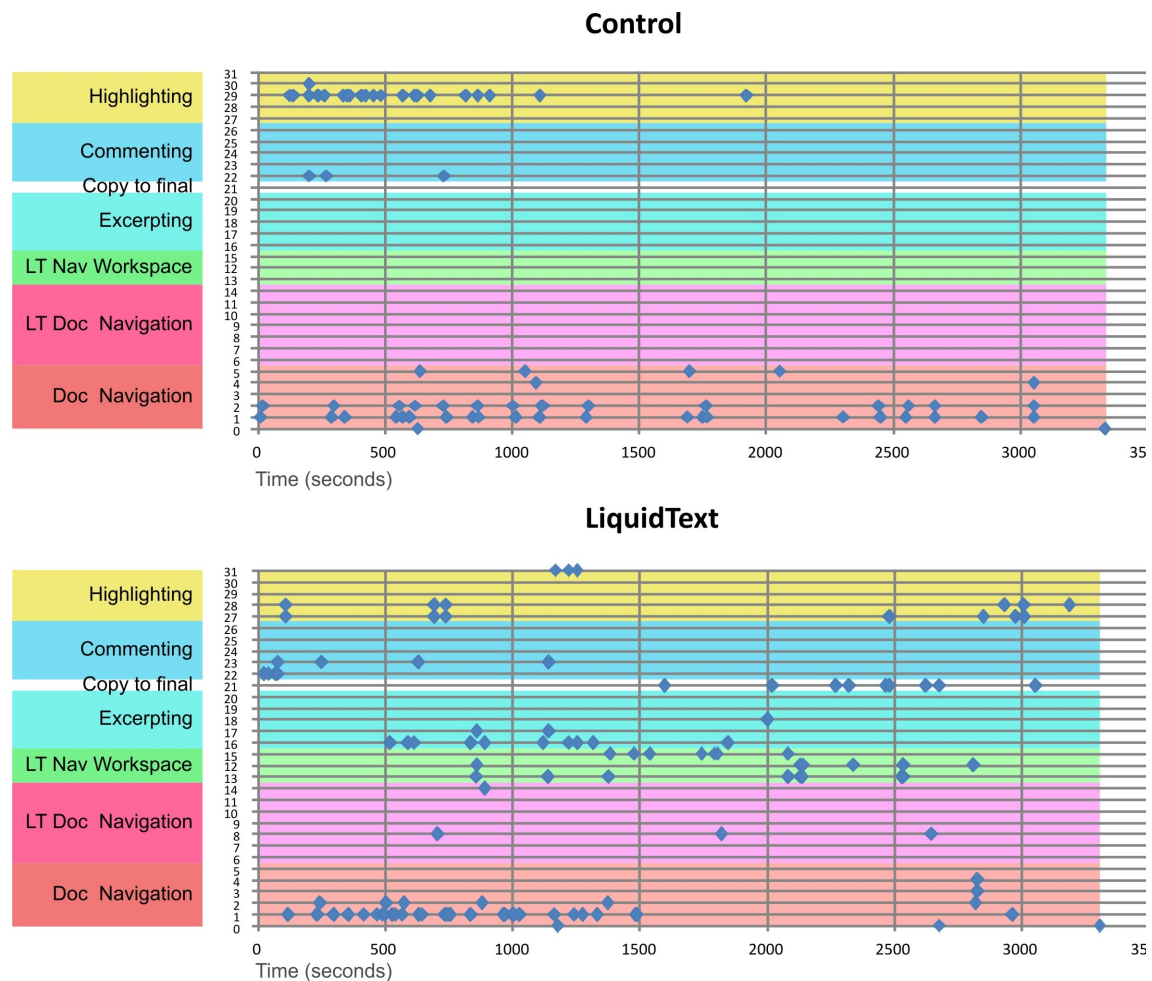 Control
31
30
Highlighting 29
28
27
26
25
Commenting 24
23
22
Copy to final 21
20
19
Excerpting 18
17
16
15
LT Nav Workspace 12
13
14
11
10
LT Doc Navigation 9
8
7
6
5
4
Doc Navigation 3
2
1
0
0 500 1000 1500 2000 2500 3000 35
Time (seconds)
LiquidText
31
30
Highlighting 29
28
27
26
25
Commenting 24
23
22
Copy to final 21
20
19
Excerpting 18
17
16
15
LT Nav Workspace 12
13
14
11
10
LT Doc Navigation 9
8
7
6
5
4
Doc Navigation 3
2
1
0
0 500 1000 1500 2000 2500 3000 35
Time (seconds)